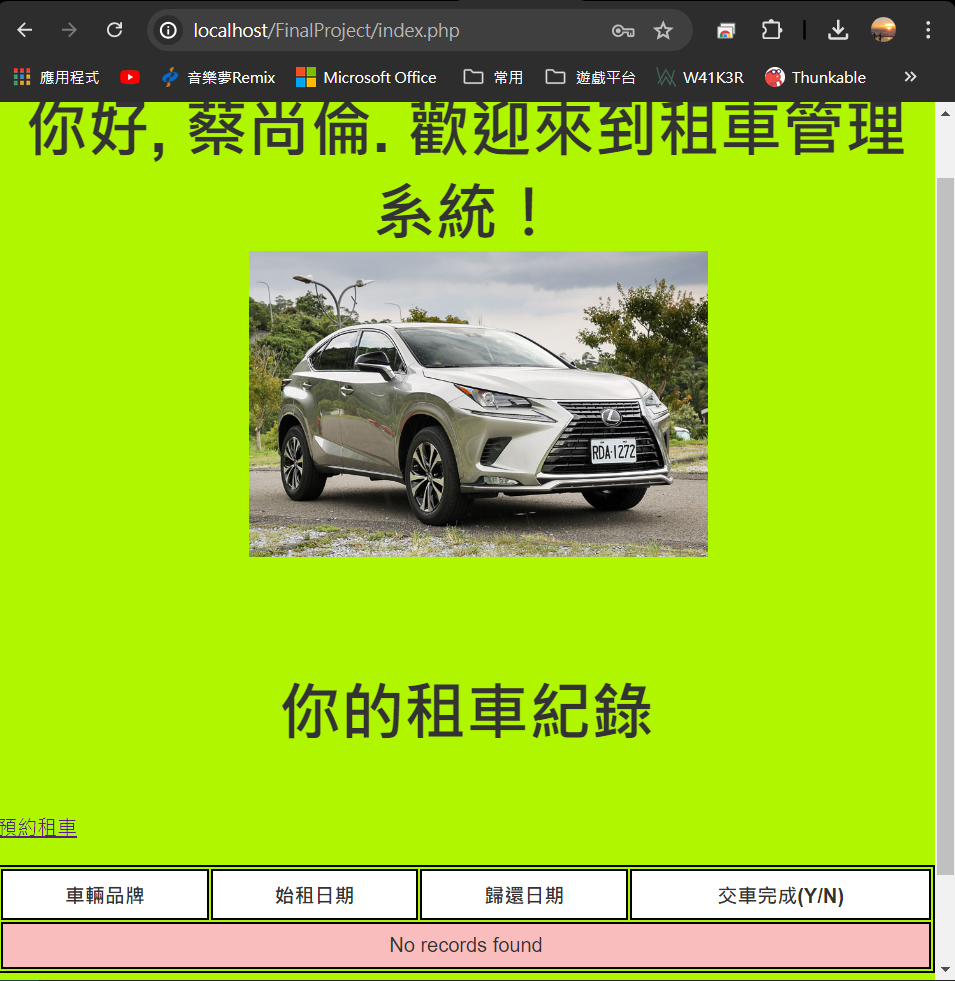 localhost/FinalProject/index.php
應用程式 音樂夢Remix Microsoft Office 常用 遊戲平台 W41K3R Thunkable »
你好, 蔡尚倫. 歡迎來到租車管理
系統！
RDA·1272
你的租車紀錄
預約租車
車輛品牌 始租日期 歸還日期 交車完成(Y/N)
No records found